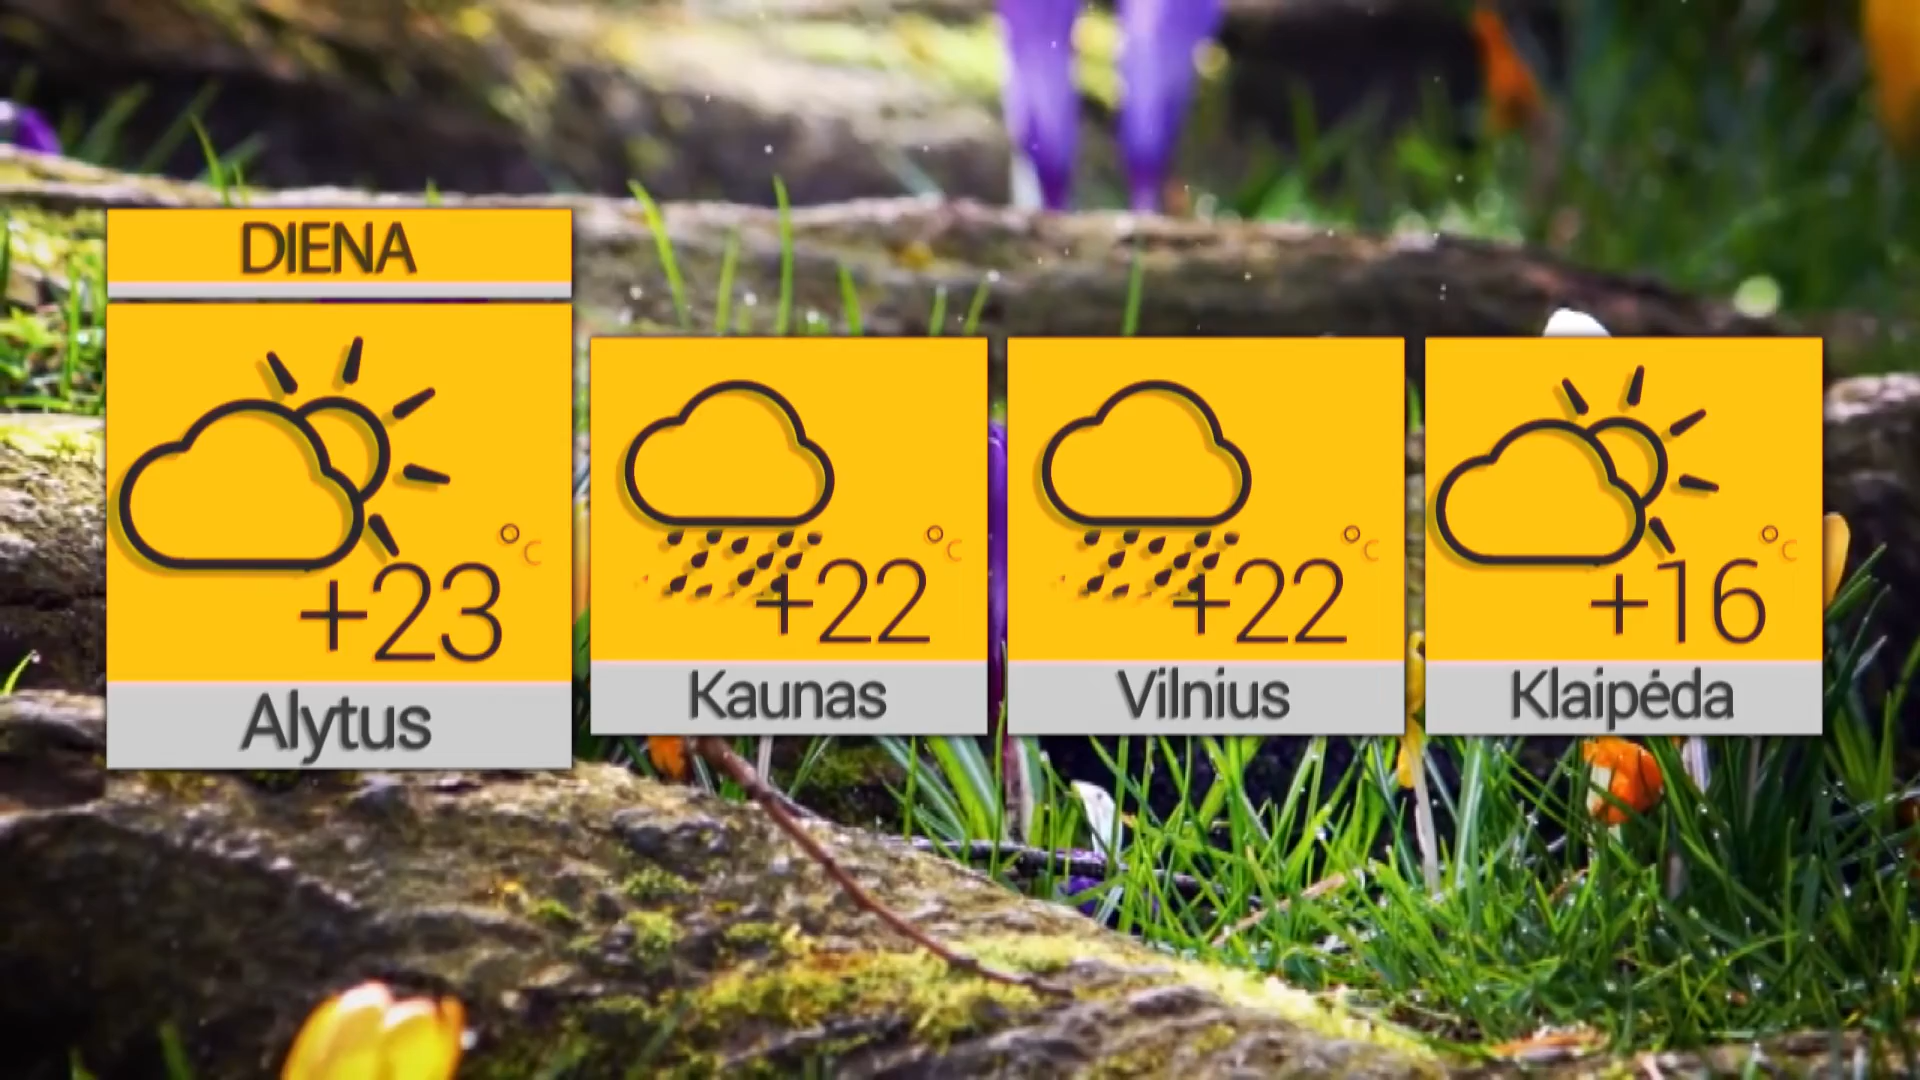 DIENA
+23 °C
Alytus
+22 °C
Kaunas
+22 °C
Vilnius
+16 °C
Klaipėda